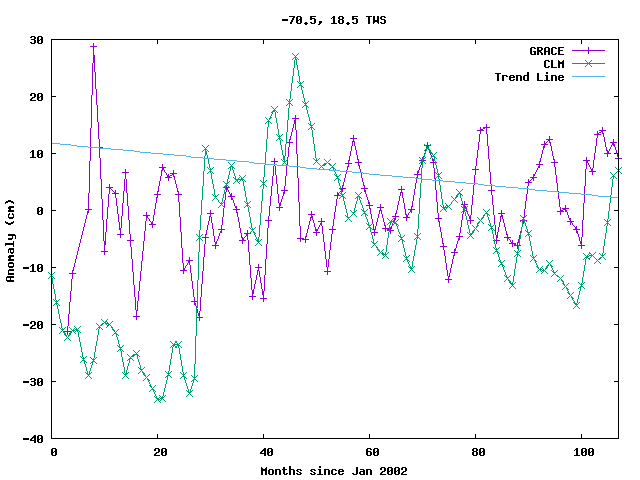 -70.5, 18.5 TWS
GRACE
CLM
Trend Line
30
20
10
0
-10
-20
-30
-40
Anomaly (cm)
0 20 40 60 80 100
Months since Jan 2002